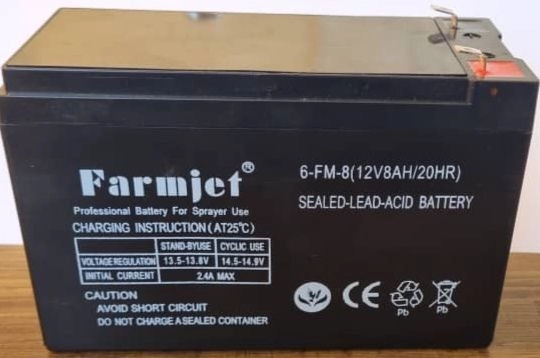 Farmjet®
Professional Battery For Sprayer Use
CHARGING INSTRUCTION(AT25℃)
STAND-BYUSE CYCLIC USE
VOLTAGE REGULATION 13.5-13.8V 14.5-14.9V
INITIAL CURRENT 2.4A MAX
CAUTION
AVOID SHORT CIRCUIT
DO NOT CHARGE A SEALED CONTAINER
6-FM-8(12V8AH/20HR)
SEALED-LEAD-ACID BATTERY
CE
Pb Pb